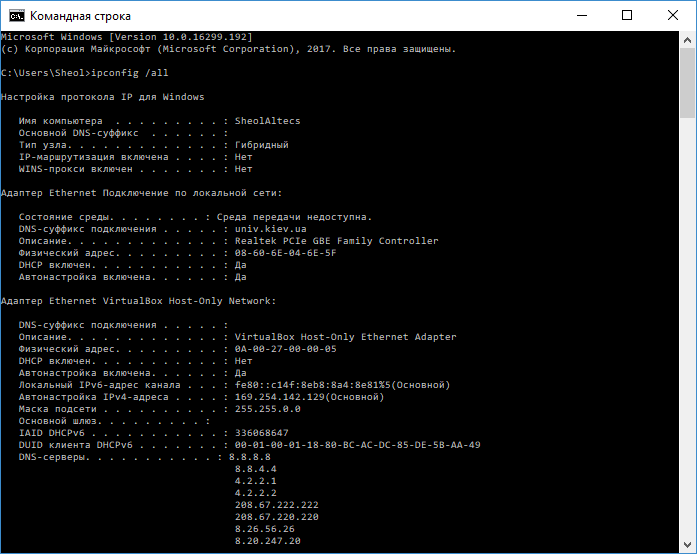 Командная строка
Microsoft Windows [Version 10.0.16299.192]
(c) Корпорация Майкрософт (Microsoft Corporation), 2017. Все права защищены.
C:\Users\Sheol>ipconfig /all
Настройка протокола IP для Windows
Имя компьютера  . . . . . . . . . : SheolAltecs
Основной DNS-суффикс  . . . . . . :
Тип узла. . . . . . . . . . . . . : Гибридный
IP-маршрутизация включена . . . . : Нет
WINS-прокси включен . . . . . . . : Нет
Адаптер Ethernet Подключение по локальной сети:
Состояние среды. . . . . . . . : Среда передачи недоступна.
DNS-суффикс подключения . . . . . : univ.kiev.ua
Описание. . . . . . . . . . . . . : Realtek PCIe GBE Family Controller
Физический адрес. . . . . . . . . : 08-60-6E-04-6E-5F
DHCP включен. . . . . . . . . . . : Да
Автонастройка включена. . . . . . : Да
Адаптер Ethernet VirtualBox Host-Only Network:
DNS-суффикс подключения . . . . . :
Описание. . . . . . . . . . . . . : VirtualBox Host-Only Ethernet Adapter
Физический адрес. . . . . . . . . : 0A-00-27-00-00-05
DHCP включен. . . . . . . . . . . : Нет
Автонастройка включена. . . . . . : Да
Локальный IPv6-адрес канала . . . : fe80::c14f:8eb8:8a4:8e81%5(Основной)
Автонастройка IPv4-адреса . . . . : 169.254.142.129(Основной)
Маска подсети . . . . . . . . . . : 255.255.0.0
Основной шлюз. . . . . . . . . :
IAID DHCPv6 . . . . . . . . . . . : 336068647
DUID клиента DHCPv6 . . . . . . . : 00-01-00-01-18-80-BC-AC-DC-85-DE-5B-AA-49
DNS-серверы. . . . . . . . . . . : 8.8.8.8
8.8.4.4
4.2.2.1
4.2.2.2
208.67.222.222
208.67.220.220
8.26.56.26
8.20.247.20